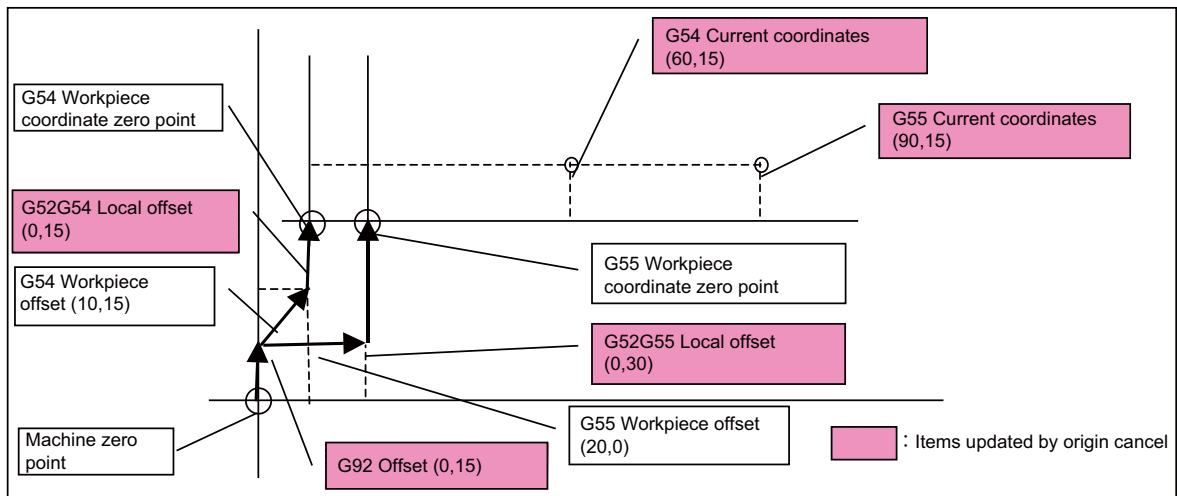 G54 Current coordinates
(60,15)
G54 Workpiece
coordinate zero point
G55 Current coordinates
(90,15)
G52G54 Local offset
(0,15)
G54 Workpiece
offset (10,15)
G55 Workpiece
coordinate zero point
G52G55 Local offset
(0,30)
G55 Workpiece offset
(20,0)
Machine zero
point
G92 Offset (0,15)
: Items updated by origin cancel